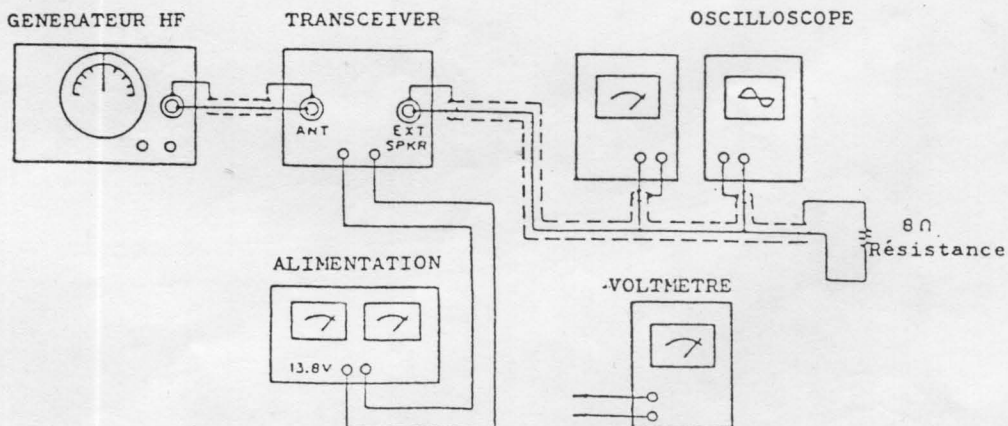 GENERATEUR HF
TRANSCEIVER
OSCILLOSCOPE
ANT
EXT
SPKR
8Ω
Résistance
ALIMENTATION
VOLTMETRE
13.8V